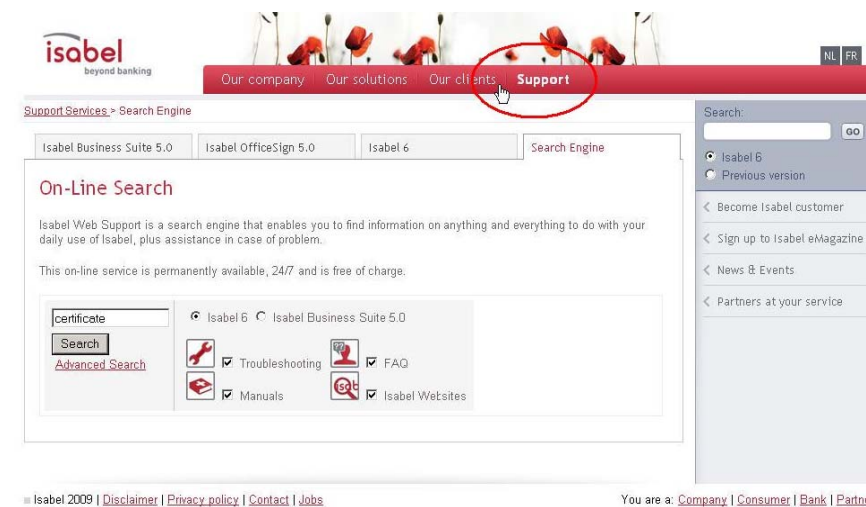 isabel
beyond banking
NL FR
Our company Our solutions Our clients Support
Support Services > Search Engine
Isabel Business Suite 5.0 Isabel OfficeSign 5.0 Isabel 6 Search Engine
On-Line Search
Isabel Web Support is a search engine that enables you to find information on anything and everything to do with your
daily use of Isabel, plus assistance in case of problem.
This on-line service is permanently available, 24/7 and is free of charge.
certificate
Search
Advanced Search
Isabel 6 Isabel Business Suite 5.0
Troubleshooting FAQ
Manuals Isabel Websites
Search:
GO
Isabel 6
Previous version
Become Isabel customer
Sign up to Isabel eMagazine
News & Events
Partners at your service
Isabel 2009 | Disclaimer | Privacy policy | Contact | Jobs
You are a: Company | Consumer | Bank | Partn